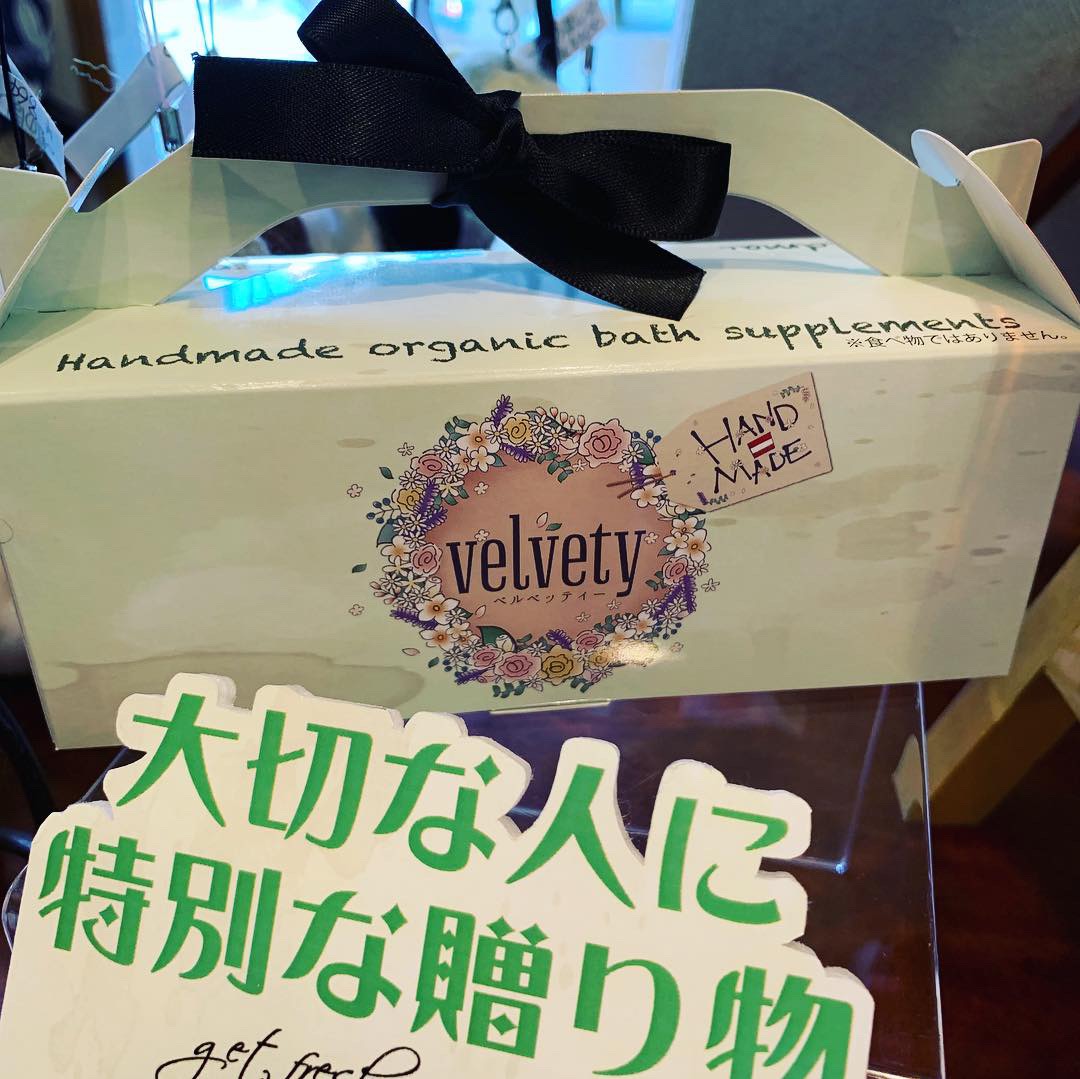 Handmade organic bath supplements
※食べ物ではありません。
HAND
MADE
velvety
ベルベッテイー
大切な人に
特別な贈り物
get fresh